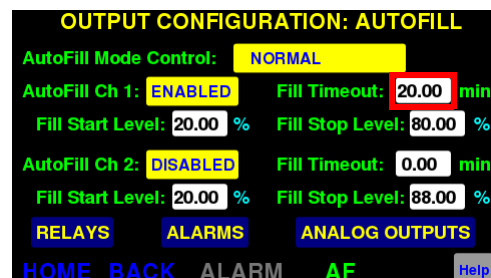 OUTPUT CONFIGURATION: AUTOFILL
AutoFill Mode Control: NORMAL
AutoFill Ch 1: ENABLED Fill Timeout: 20.00 min
Fill Start Level: 20.00 % Fill Stop Level: 80.00 %
AutoFill Ch 2: DISABLED Fill Timeout: 0.00 min
Fill Start Level: 20.00 % Fill Stop Level: 88.00 %
RELAYS ALARMS ANALOG OUTPUTS
HOME BACK ALARM AF Help